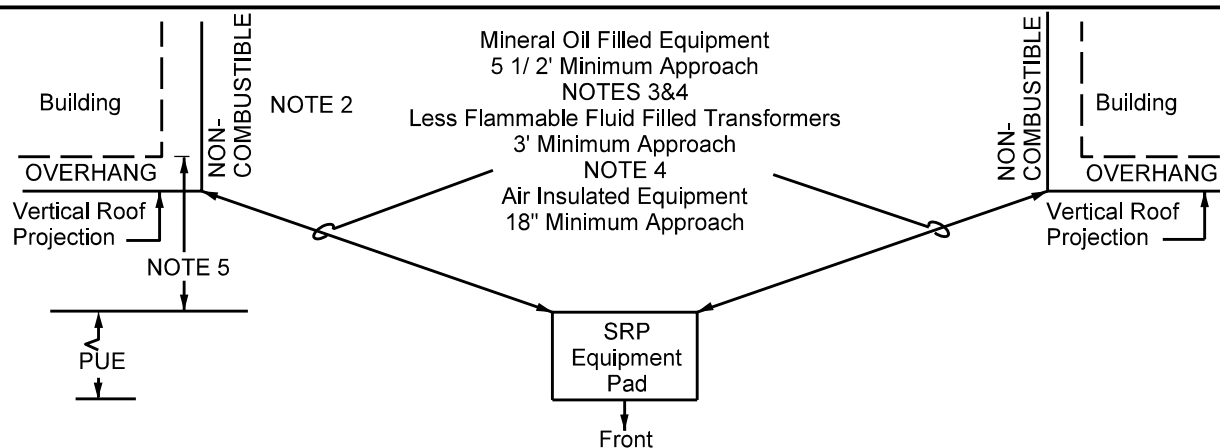 Mineral Oil Filled Equipment
5 1/ 2' Minimum Approach
NOTES 3&4
Less Flammable Fluid Filled Transformers
3' Minimum Approach
NOTE 4
Air Insulated Equipment
18" Minimum Approach
Building
NON-
COMBUSTIBLE
NOTE 2
OVERHANG
Vertical Roof
Projection
NOTE 5
PUE
NON-
COMBUSTIBLE
Building
OVERHANG
Vertical Roof
Projection
SRP
Equipment
Pad
Front